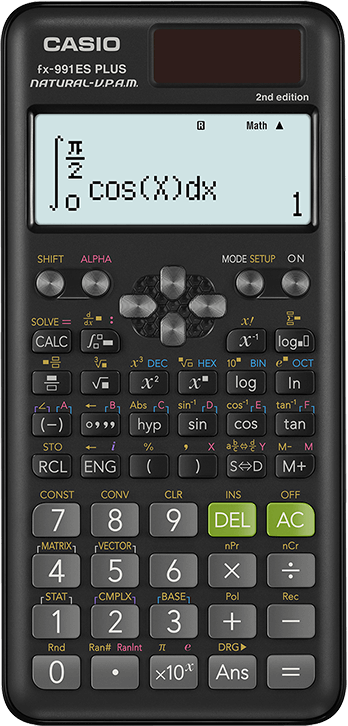 CASIO
fx-991ES PLUS
NATURAL-V.P.A.M.
2nd edition
R Math ▲
∫ π/2 0 cos(X)dx
1
SHIFT ALPHA MODE SETUP ON
SOLVE = d/dx ■ : x! Σ■
CALC ∫■ x⁻¹ log■□
■■/■ ³√■ x³ DEC ■√□ HEX 10■ BIN e■ OCT
■/■ √■ x² x■ log ln
∠ A ← B Abs C sin⁻¹ D cos⁻¹ E tan⁻¹ F
(−) °,,, hyp sin cos tan
STO ← i % , X a b/c⇔d/c Y M− M
RCL ENG ( ) S⇔D M+
CONST CONV CLR INS OFF
7 8 9 DEL AC
MATRIX VECTOR nPr nCr
4 5 6 × ÷
STAT CMPLX BASE Pol Rec
1 2 3 + −
Rnd Ran# RanInt π e DRG▶
0 • ×10ˣ Ans =